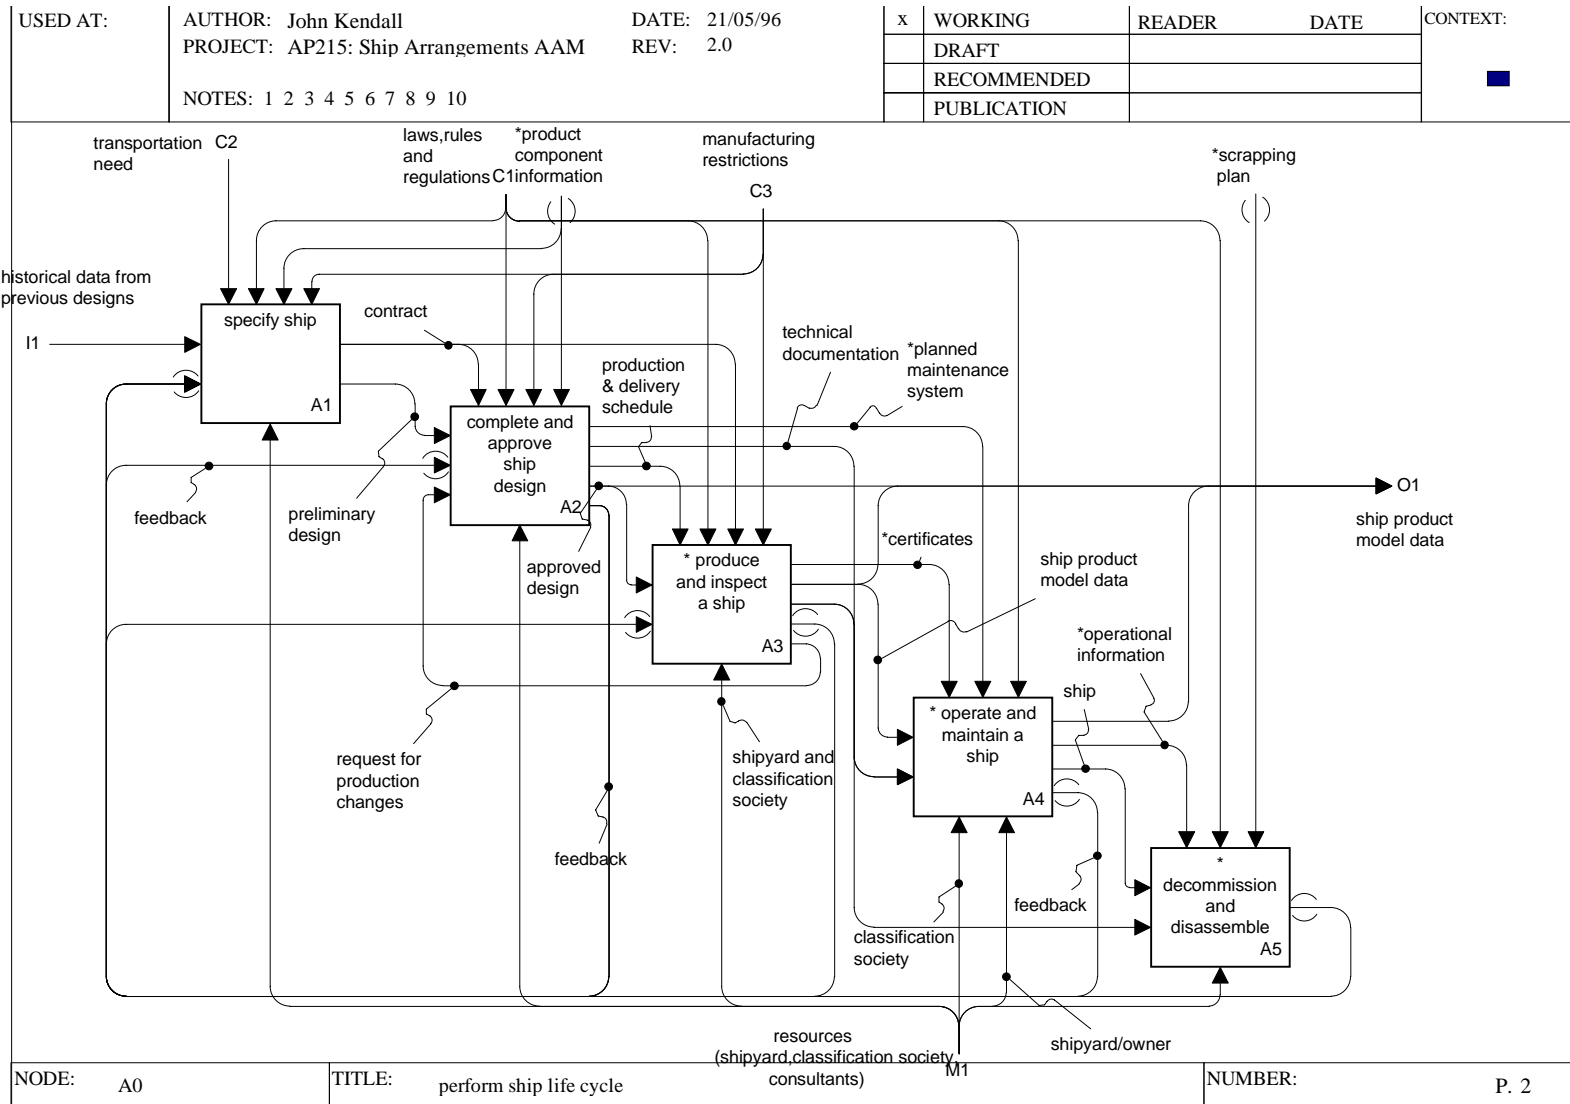 USED AT:
AUTHOR: John Kendall
DATE: 21/05/96
PROJECT: AP215: Ship Arrangements AAM
REV: 2.0
NOTES: 1 2 3 4 5 6 7 8 9 10
x WORKING
DRAFT
RECOMMENDED
PUBLICATION
READER DATE
CONTEXT:
transportation
need
C2
laws,rules
and
regulations
C1
*product
component
information
manufacturing
restrictions
C3
*scrapping
plan
historical data from
previous designs
I1
specify ship
A1
contract
technical
documentation
*planned
maintenance
system
production
& delivery
schedule
complete and
approve
ship
design
A2
feedback
preliminary
design
approved
design
O1
ship product
model data
*certificates
* produce
and inspect
a ship
A3
ship product
model data
*operational
information
ship
request for
production
changes
shipyard and
classification
society
* operate and
maintain a
ship
A4
feedback
feedback
classification
society
*
decommission
and
disassemble
A5
resources
(shipyard,classification society,
consultants)
M1
shipyard/owner
NODE: A0
TITLE: perform ship life cycle
NUMBER:
P. 2